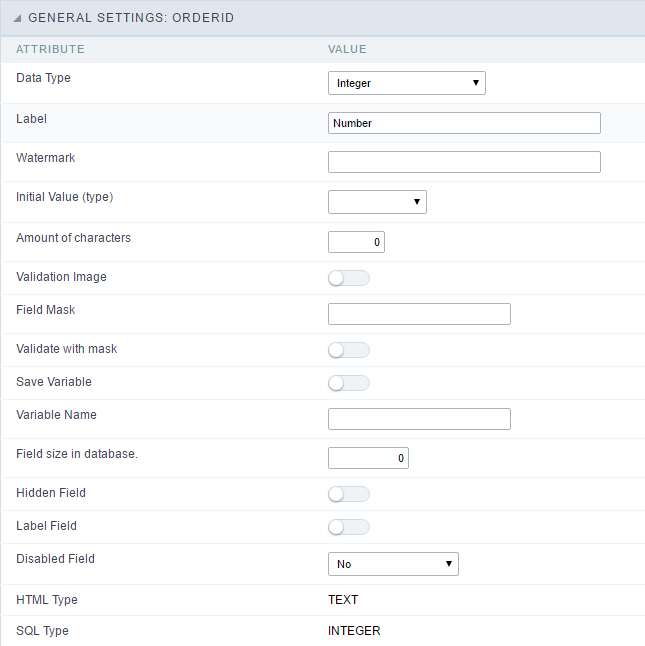 GENERAL SETTINGS: ORDERID
ATTRIBUTE VALUE
Data Type Integer
Label Number
Watermark
Initial Value (type)
Amount of characters 0
Validation Image
Field Mask
Validate with mask
Save Variable
Variable Name
Field size in database. 0
Hidden Field
Label Field
Disabled Field No
HTML Type TEXT
SQL Type INTEGER